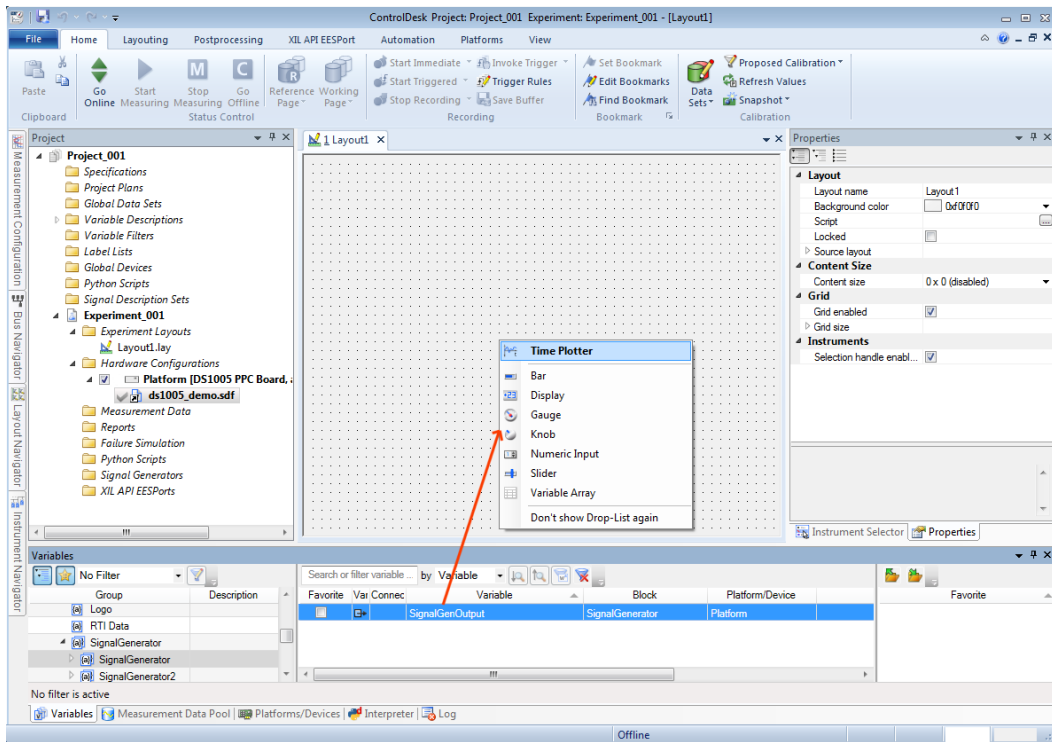 ControlDesk Project: Project_001 Experiment: Experiment_001 - [Layout1]
File Home Layouting Postprocessing XIL API EESPort Automation Platforms View
Paste
Clipboard
Go Online
Start Measuring
Stop Measuring
Go Offline
Status Control
Reference Page
Working Page
Start Immediate Invoke Trigger
Start Triggered Trigger Rules
Stop Recording Save Buffer
Recording
Set Bookmark
Edit Bookmarks
Find Bookmark
Bookmark
Data Sets
Proposed Calibration
Refresh Values
Snapshot
Calibration
Measurement Configuration
Bus Navigator
Layout Navigator
Instrument Navigator
Project
Project_001
Specifications
Project Plans
Global Data Sets
Variable Descriptions
Variable Filters
Label Lists
Global Devices
Python Scripts
Signal Description Sets
Experiment_001
Experiment Layouts
Layout1.lay
Hardware Configurations
Platform [DS1005 PPC Board,
ds1005_demo.sdf
Measurement Data
Reports
Failure Simulation
Python Scripts
Signal Generators
XIL API EESPorts
1 Layout1
Time Plotter
Bar
Display
Gauge
Knob
Numeric Input
Slider
Variable Array
Don't show Drop-List again
Properties
Layout
Layout name Layout1
Background color 0xf0f0f0
Script
Locked
Source layout
Content Size
Content size 0 x 0 (disabled)
Grid
Grid enabled
Grid size
Instruments
Selection handle enabl...
Instrument Selector Properties
Variables
No Filter
Group Description
Logo
RTI Data
SignalGenerator
SignalGenerator
SignalGenerator2
Search or filter variable ... by Variable
Favorite Var Connec Variable Block Platform/Device
SignalGenOutput SignalGenerator Platform
Favorite
No filter is active
Variables Measurement Data Pool Platforms/Devices Interpreter Log
Offline